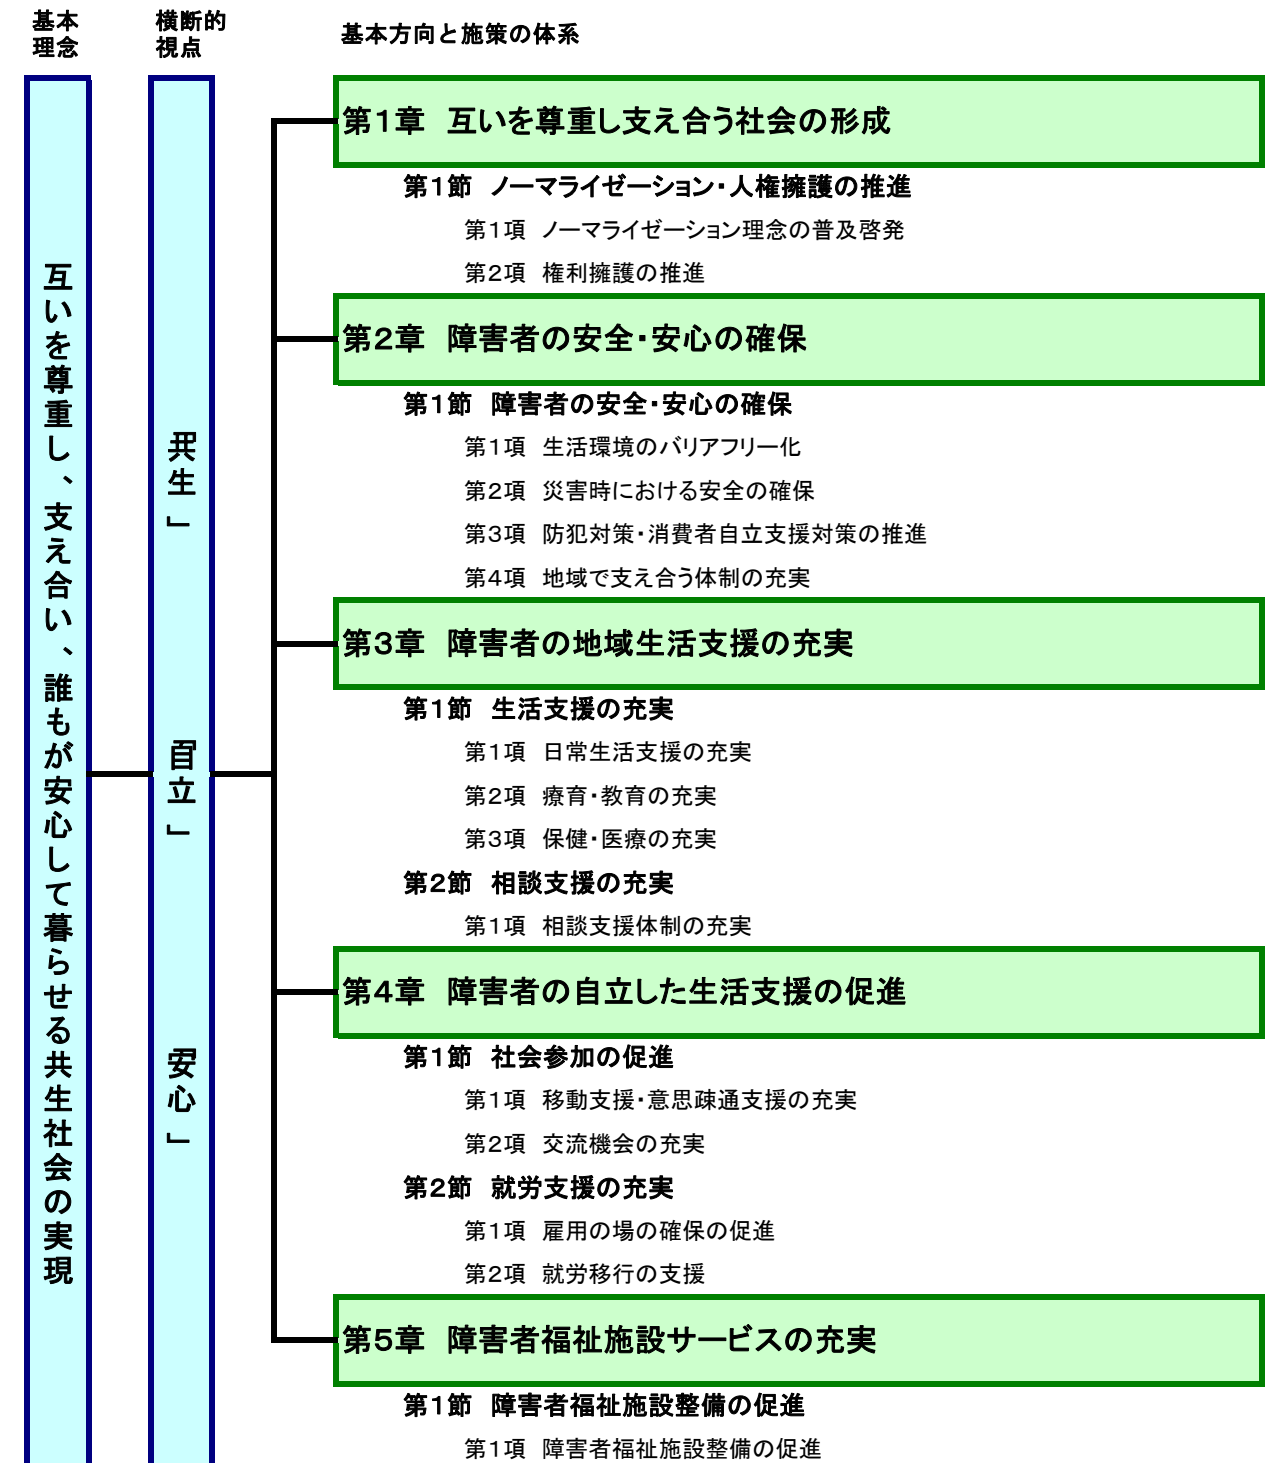 基本
理念
横断的
視点
基本方向と施策の体系
互いを尊重し、支え合い、誰もが安心して暮らせる共生社会の実現
「共生」
「自立」
「安心」
第1章 互いを尊重し支え合う社会の形成
第1節 ノーマライゼーション・人権擁護の推進
第1項 ノーマライゼーション理念の普及啓発
第2項 権利擁護の推進
第2章 障害者の安全・安心の確保
第1節 障害者の安全・安心の確保
第1項 生活環境のバリアフリー化
第2項 災害時における安全の確保
第3項 防犯対策・消費者自立支援対策の推進
第4項 地域で支え合う体制の充実
第3章 障害者の地域生活支援の充実
第1節 生活支援の充実
第1項 日常生活支援の充実
第2項 療育・教育の充実
第3項 保健・医療の充実
第2節 相談支援の充実
第1項 相談支援体制の充実
第4章 障害者の自立した生活支援の促進
第1節 社会参加の促進
第1項 移動支援・意思疎通支援の充実
第2項 交流機会の充実
第2節 就労支援の充実
第1項 雇用の場の確保の促進
第2項 就労移行の支援
第5章 障害者福祉施設サービスの充実
第1節 障害者福祉施設整備の促進
第1項 障害者福祉施設整備の促進